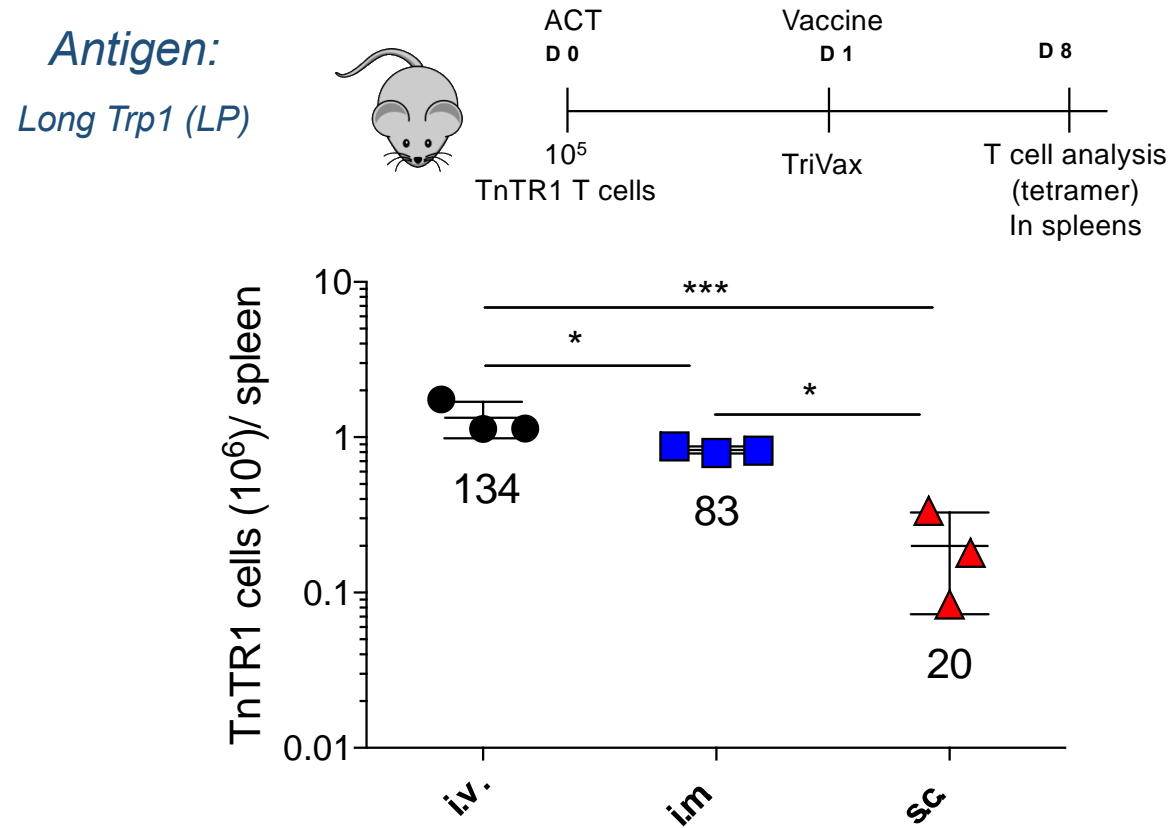 Antigen:
Long Trp1 (LP)
ACT
D 0
Vaccine
D 1
D 8
10⁵
TnTR1 T cells
TriVax
T cell analysis
(tetramer)
In spleens
TnTR1 cells (10⁶)/ spleen
10
1
0.1
0.01
***
*
*
134
83
20
i.v.
i.m
s.c.